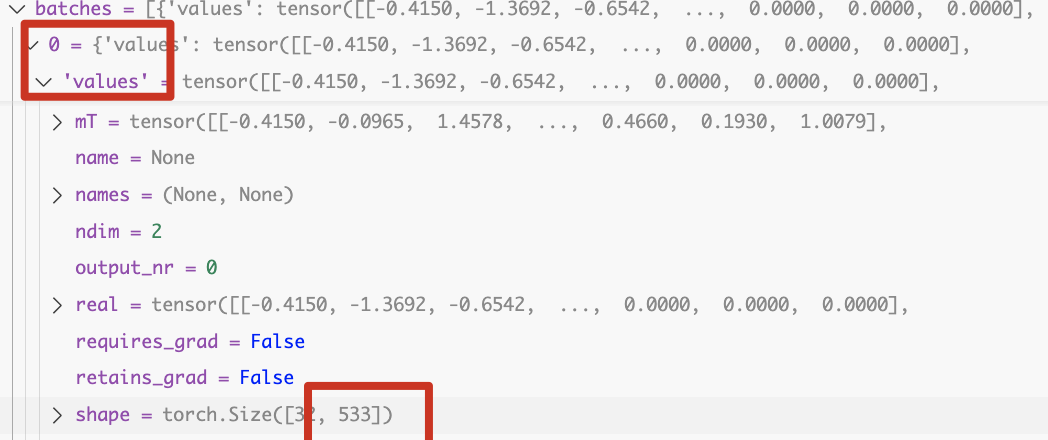 batches = [{'values': tensor([[-0.4150, -1.3692, -0.6542, ..., 0.0000, 0.0000, 0.0000],
0 = {'values': tensor([[-0.4150, -1.3692, -0.6542, ..., 0.0000, 0.0000, 0.0000],
'values' = tensor([[-0.4150, -1.3692, -0.6542, ..., 0.0000, 0.0000, 0.0000],
mT = tensor([[-0.4150, -0.0965, 1.4578, ..., 0.4660, 0.1930, 1.0079],
name = None
names = (None, None)
ndim = 2
output_nr = 0
real = tensor([[-0.4150, -1.3692, -0.6542, ..., 0.0000, 0.0000, 0.0000],
requires_grad = False
retains_grad = False
shape = torch.Size([32, 533])